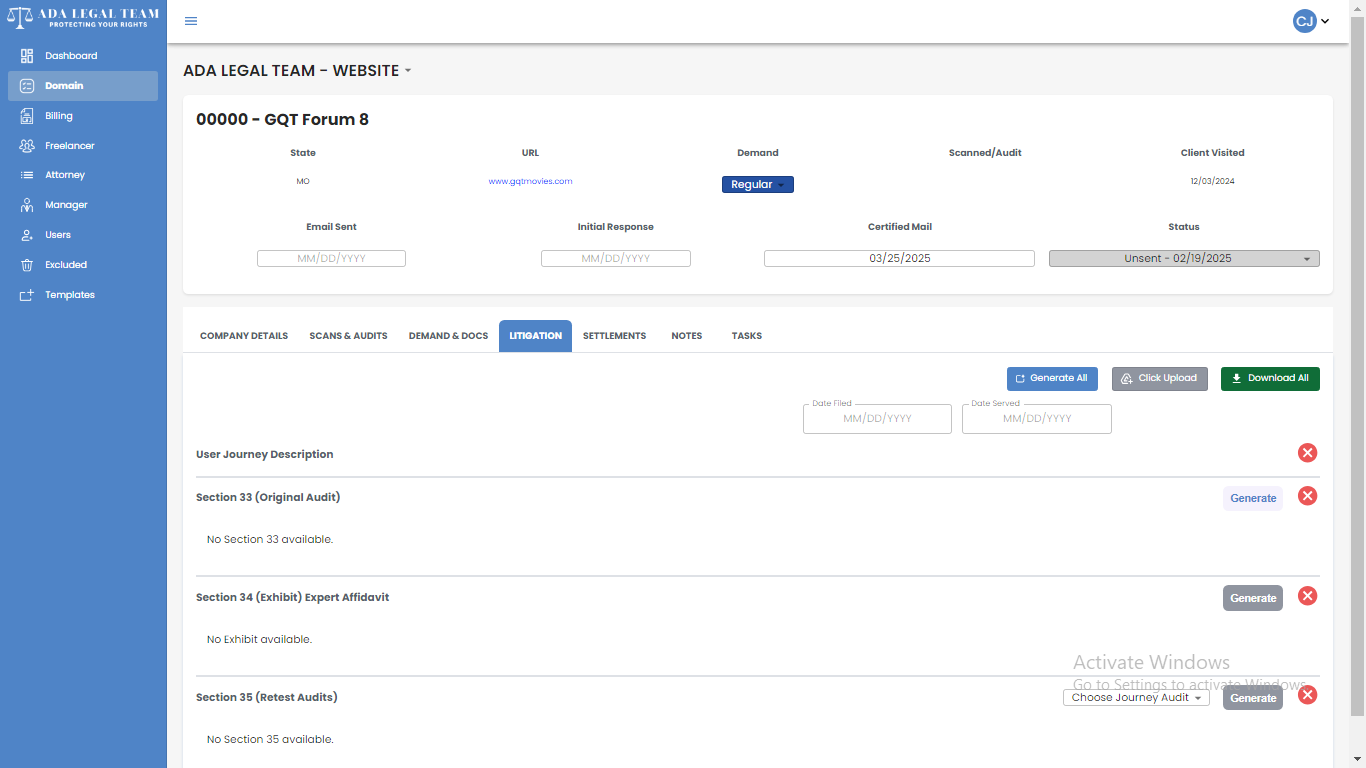 ADA LEGAL TEAM
PROTECTING YOUR RIGHTS
CJ
Dashboard
Domain
Billing
Freelancer
Attorney
Manager
Users
Excluded
Templates
ADA LEGAL TEAM - WEBSITE
00000 - GQT Forum 8
State URL Demand Scanned/Audit Client Visited
MO www.gqtmovies.com Regular 12/03/2024
Email Sent Initial Response Certified Mail Status
MM/DD/YYYY MM/DD/YYYY 03/25/2025 Unsent - 02/19/2025
COMPANY DETAILS SCANS & AUDITS DEMAND & DOCS LITIGATION SETTLEMENTS NOTES TASKS
Generate All Click Upload Download All
Date Filed Date Served
MM/DD/YYYY MM/DD/YYYY
User Journey Description
Section 33 (Original Audit) Generate
No Section 33 available.
Section 34 (Exhibit) Expert Affidavit Generate
No Exhibit available.
Activate Windows
Go to Settings to activate Windows.
Section 35 (Retest Audits) Choose Journey Audit Generate
No Section 35 available.